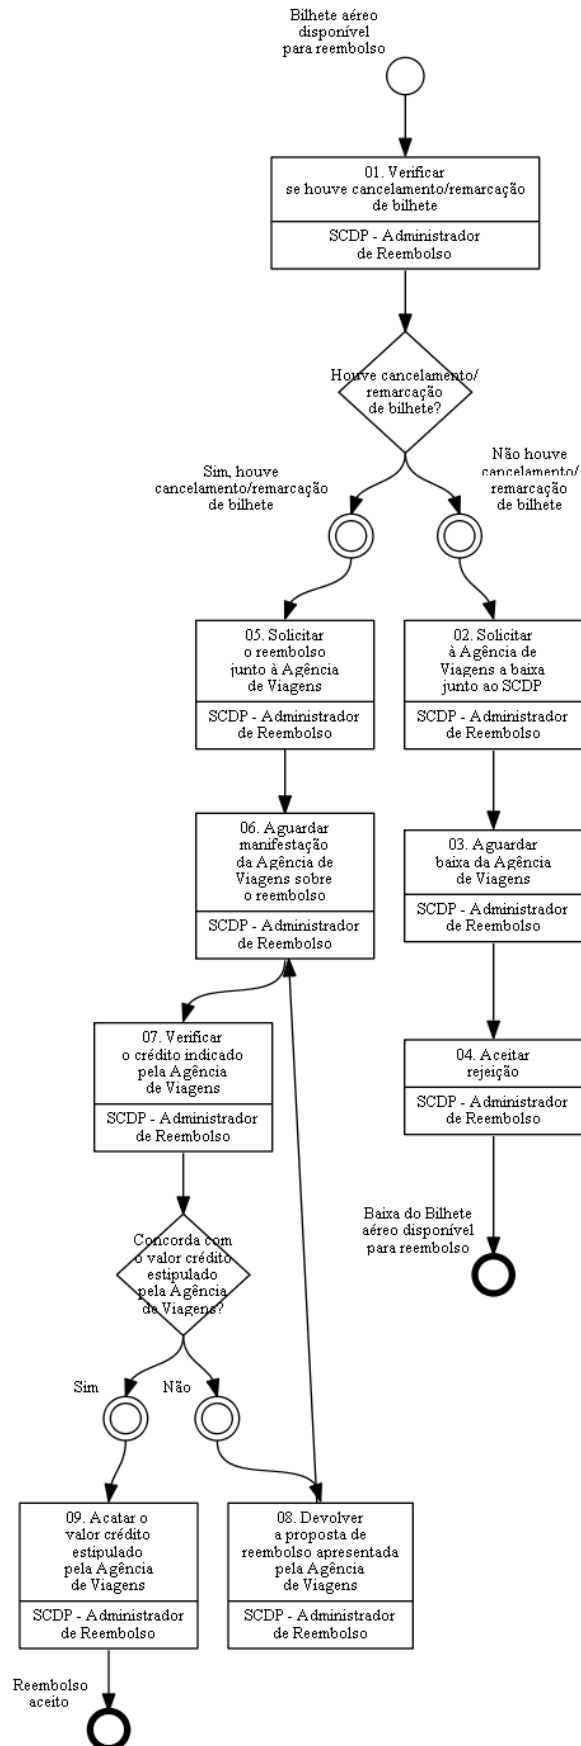 Bilhete aéreo
disponível
para reembolso
01. Verificar
se houve cancelamento/remarcação
de bilhete
SCDP - Administrador
de Reembolso
Houve cancelamento/
remarcação
de bilhete?
Sim, houve
cancelamento/remarcação
de bilhete
Não houve
cancelamento/
remarcação
de bilhete
05. Solicitar
o reembolso
junto à Agência
de Viagens
SCDP - Administrador
de Reembolso
02. Solicitar
à Agência de
Viagens a baixa
junto ao SCDP
SCDP - Administrador
de Reembolso
06. Aguardar
manifestação
da Agência de
Viagens sobre
o reembolso
SCDP - Administrador
de Reembolso
03. Aguardar
baixa da Agência
de Viagens
SCDP - Administrador
de Reembolso
07. Verificar
o crédito indicado
pela Agência
de Viagens
SCDP - Administrador
de Reembolso
04. Aceitar
rejeição
SCDP - Administrador
de Reembolso
Baixa do Bilhete
aéreo disponível
para reembolso
Concorda com
o valor crédito
estipulado
pela Agência
de Viagens?
Sim
Não
09. Acatar o
valor crédito
estipulado
pela Agência
de Viagens
SCDP - Administrador
de Reembolso
08. Devolver
a proposta de
reembolso apresentada
pela Agência
de Viagens
SCDP - Administrador
de Reembolso
Reembolso
aceito